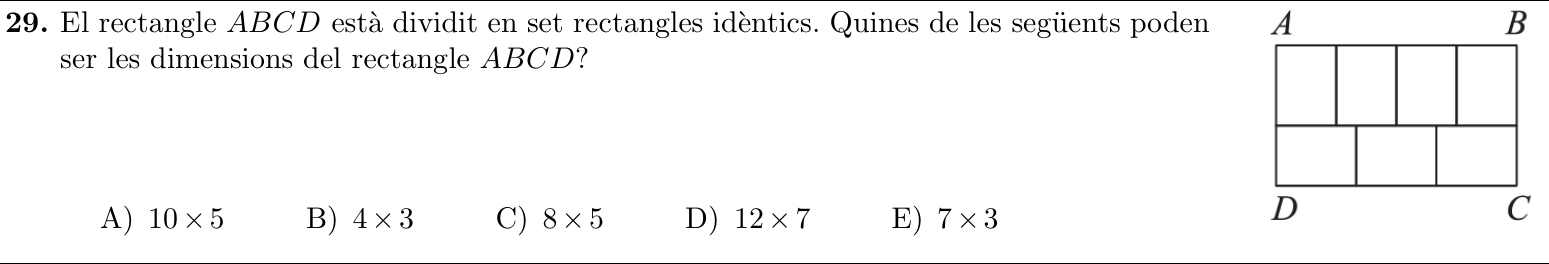 29. El rectangle ABCD està dividit en set rectangles idèntics. Quines de les següents poden
ser les dimensions del rectangle ABCD?
A B
D C
A) 10 × 5 B) 4 × 3 C) 8 × 5 D) 12 × 7 E) 7 × 3